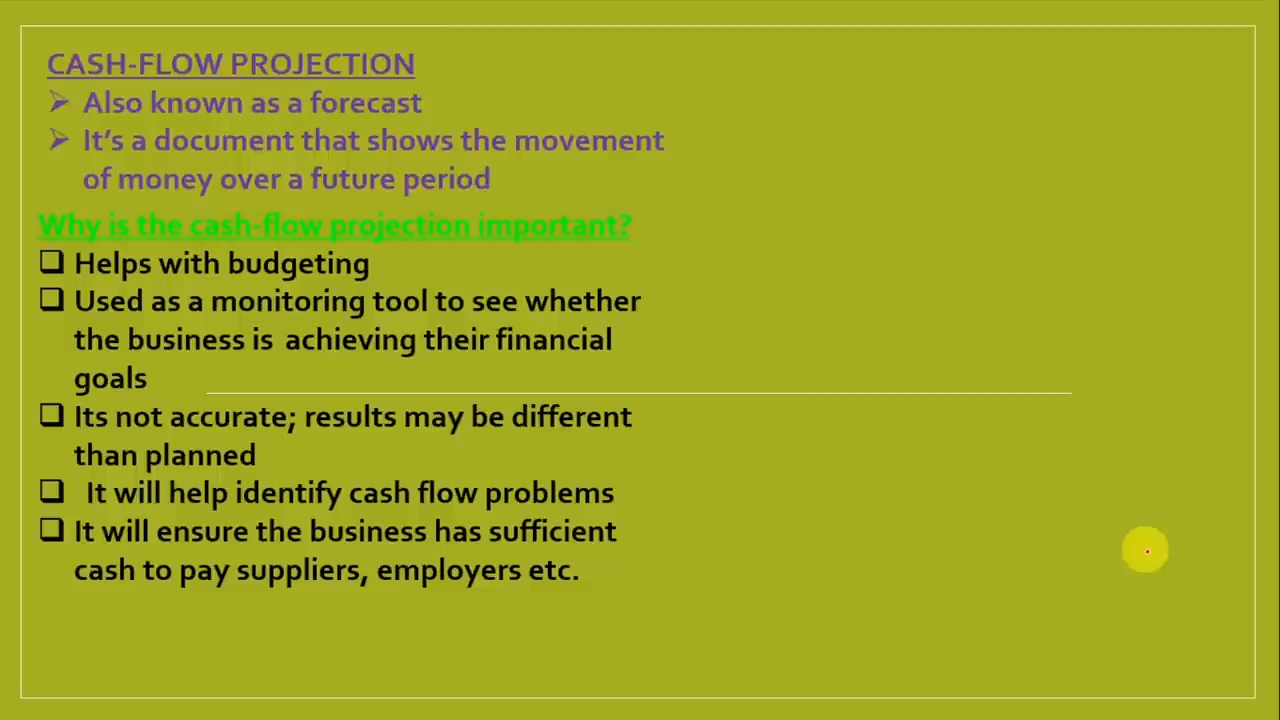 CASH-FLOW PROJECTION
➢ Also known as a forecast
➢ It's a document that shows the movement
of money over a future period
Why is the cash-flow projection important?
❑ Helps with budgeting
❑ Used as a monitoring tool to see whether
the business is achieving their financial
goals
❑ Its not accurate; results may be different
than planned
❑ It will help identify cash flow problems
❑ It will ensure the business has sufficient
cash to pay suppliers, employers etc.